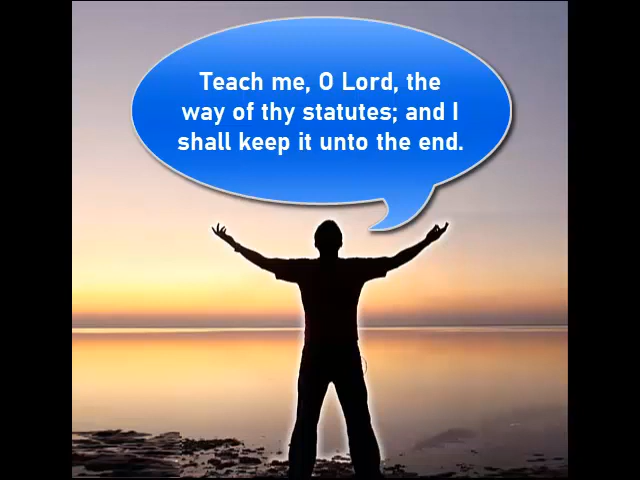 Teach me, O Lord, the
way of thy statutes; and I
shall keep it unto the end.